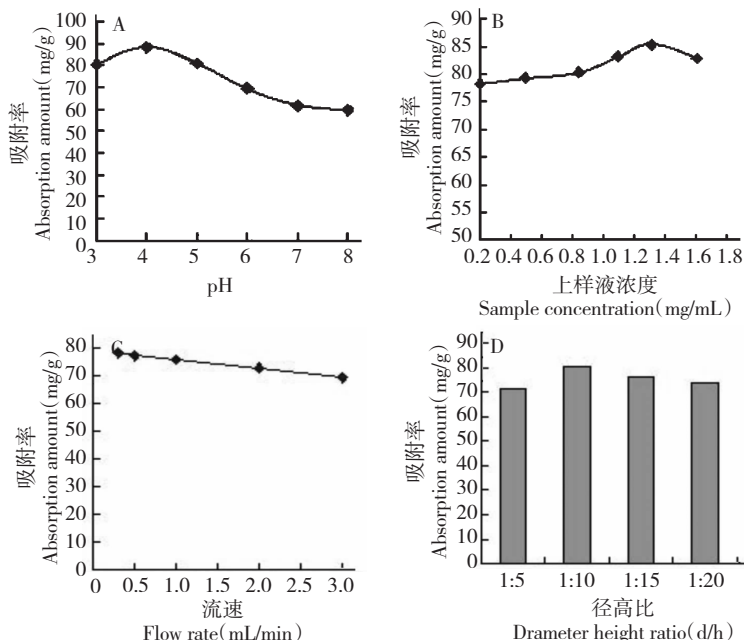 A
100
90
80
70
60
50
40
30
20
10
0
3 4 5 6 7 8
吸附率
Absorption amount(mg/g)
pH
B
90
85
80
75
70
65
60
55
50
0.2 0.4 0.6 0.8 1.0 1.2 1.4 1.6 1.8
吸附率
Absorption amount(mg/g)
上样液浓度
Sample concentration(mg/mL)
C
80
70
60
50
40
30
20
10
0
0 0.5 1.0 1.5 2.0 2.5 3.0
吸附率
Absorption amount(mg/g)
流速
Flow rate(mL/min)
D
90
80
70
60
50
40
30
20
10
0
1:5 1:10 1:15 1:20
吸附率
Absorption amount(mg/g)
径高比
Drameter height ratio(d/h)